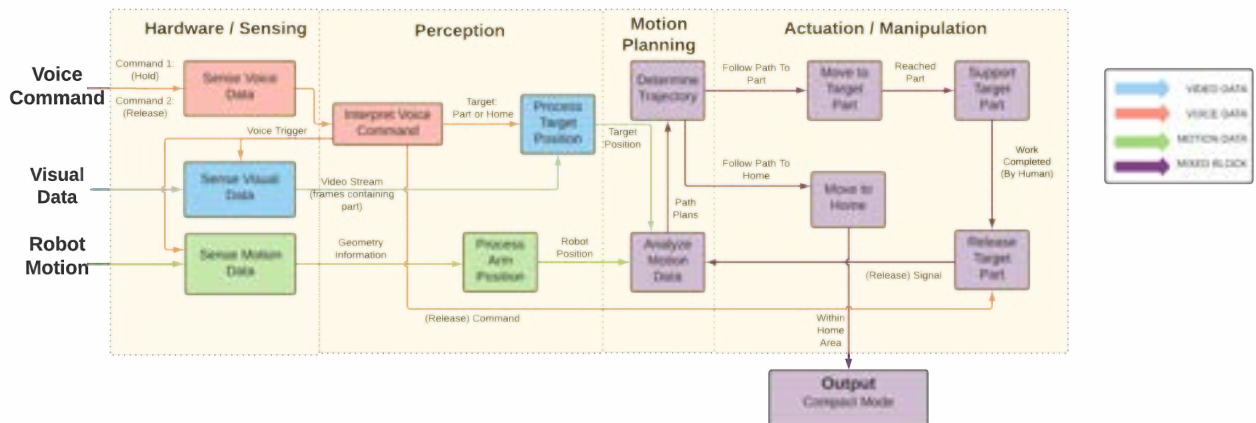 Hardware / Sensing
Perception
Motion
Planning
Actuation / Manipulation
Voice
Command
Command 1:
(Hold)
Command 2:
(Release)
Sense Voice
Data
Voice Trigger
Interpret Voice
Command
Target:
Part or Home
Process
Target
Position
Target
Position
Determine
Trajectory
Follow Path To
Part
Move to
Target
Part
Reached
Part
Support
Target
Part
VIDEO DATA
VOICE DATA
MOTION DATA
MIXED BLOCK
Visual
Data
Sense Visual
Data
Video Stream
(frames containing
part)
Follow Path To
Home
Move to
Home
Work
Completed
(By Human)
Path
Plans
Robot
Motion
Sense Motion
Data
Geometry
Information
Process
Arm
Position
Robot
Position
Analyze
Motion
Data
(Release) Signal
Release
Target
Part
(Release) Command
Within
Home
Area
Output
Compact Mode